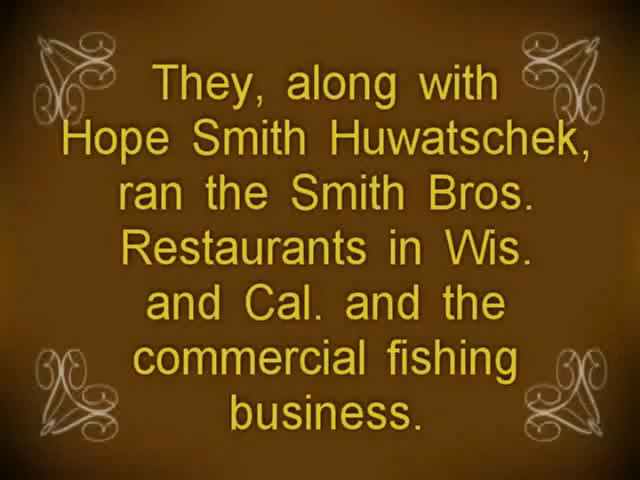 They, along with
Hope Smith Huwatschek,
ran the Smith Bros.
Restaurants in Wis.
and Cal. and the
commercial fishing
business.